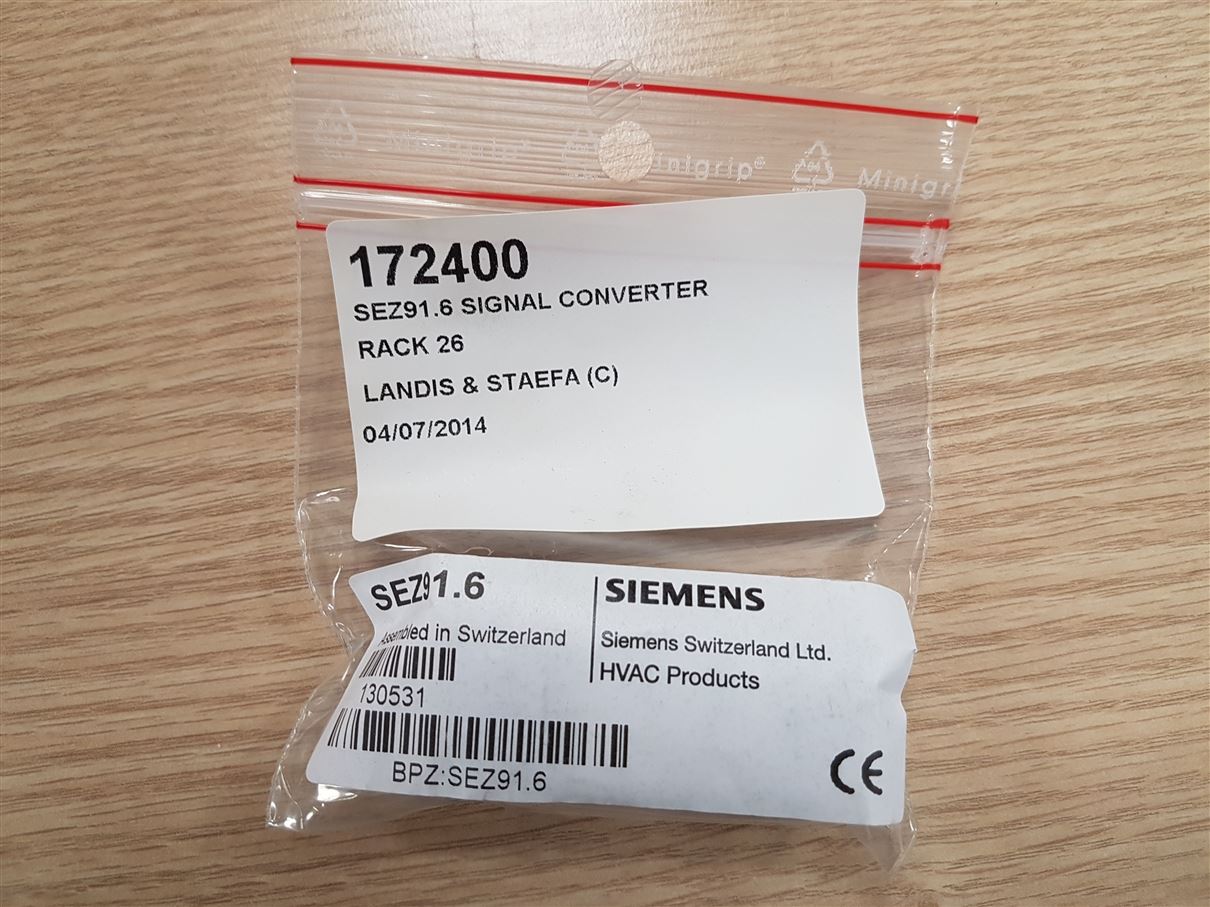 Minigrip®
Minigrip®
Minigr
172400
SEZ91.6 SIGNAL CONVERTER
RACK 26
LANDIS & STAEFA (C)
04/07/2014
SEZ91.6
Assembled in Switzerland
130531
BPZ:SEZ91.6
SIEMENS
Siemens Switzerland Ltd.
HVAC Products
CE